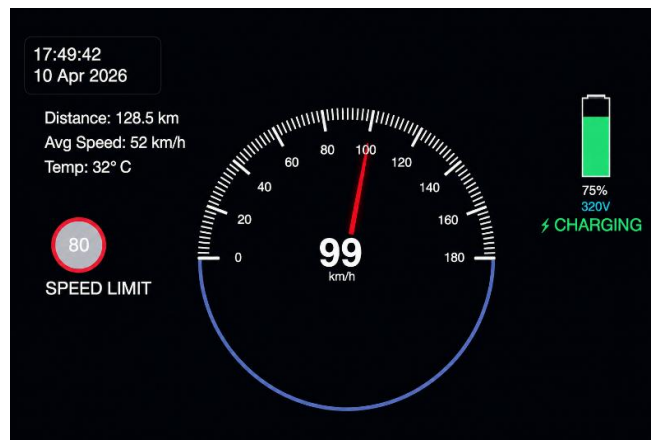 17:49:42
10 Apr 2026
Distance: 128.5 km
Avg Speed: 52 km/h
Temp: 32° C
80
SPEED LIMIT
0
20
40
60
80
100
120
140
160
180
99
km/h
75%
320V
CHARGING